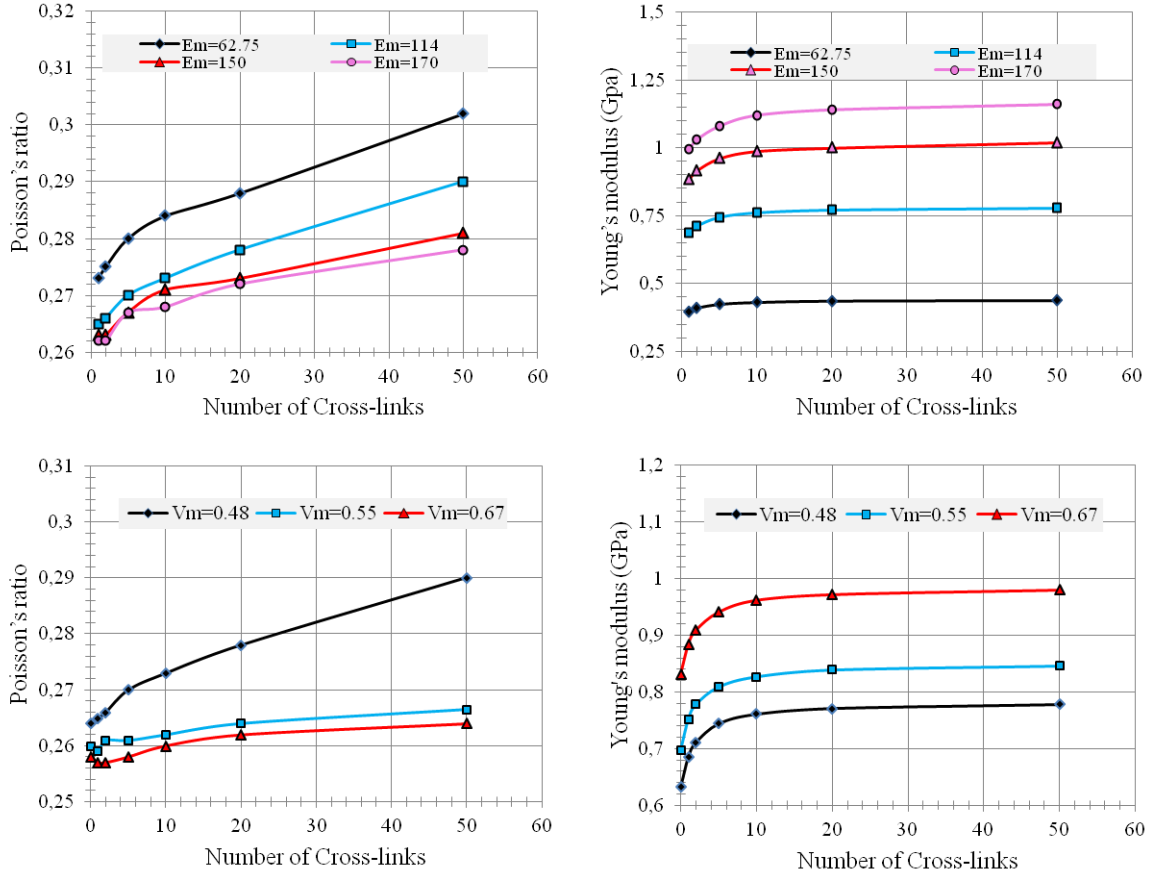 0,32
Em=62.75 Em=114
Em=150 Em=170
0,31
0,3
0,29
0,28
0,27
0,26
Poisson's ratio
0 10 20 30 40 50 60
Number of Cross-links
1,5
Em=62.75 Em=114
Em=150 Em=170
1,25
1
0,75
0,5
0,25
Young's modulus (Gpa)
0 10 20 30 40 50 60
Number of Cross-links
0,31
Vm=0.48 Vm=0.55 Vm=0.67
0,3
0,29
0,28
0,27
0,26
0,25
Poisson's ratio
0 10 20 30 40 50 60
Number of Cross-links
1,2
Vm=0.48 Vm=0.55 Vm=0.67
1,1
1
0,9
0,8
0,7
0,6
Young's modulus (GPa)
0 10 20 30 40 50 60
Number of Cross-links